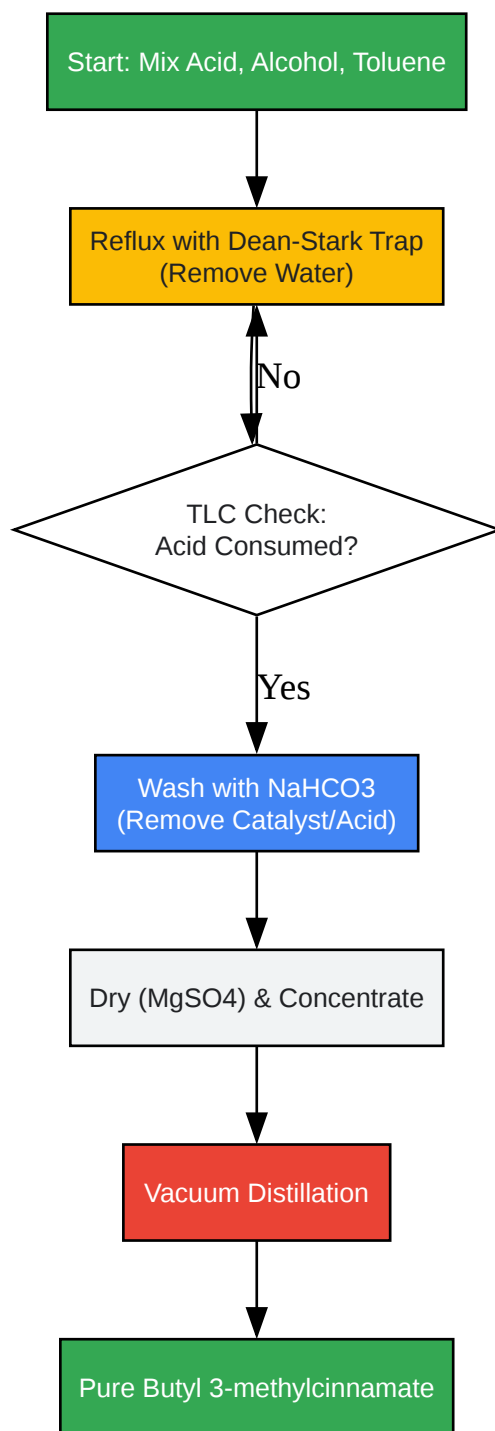 Start: Mix Acid, Alcohol, Toluene
Reflux with Dean-Stark Trap
(Remove Water)
No
TLC Check:
Acid Consumed?
Yes
Wash with NaHCO3
(Remove Catalyst/Acid)
Dry (MgSO4) & Concentrate
Vacuum Distillation
Pure Butyl 3-methylcinnamate